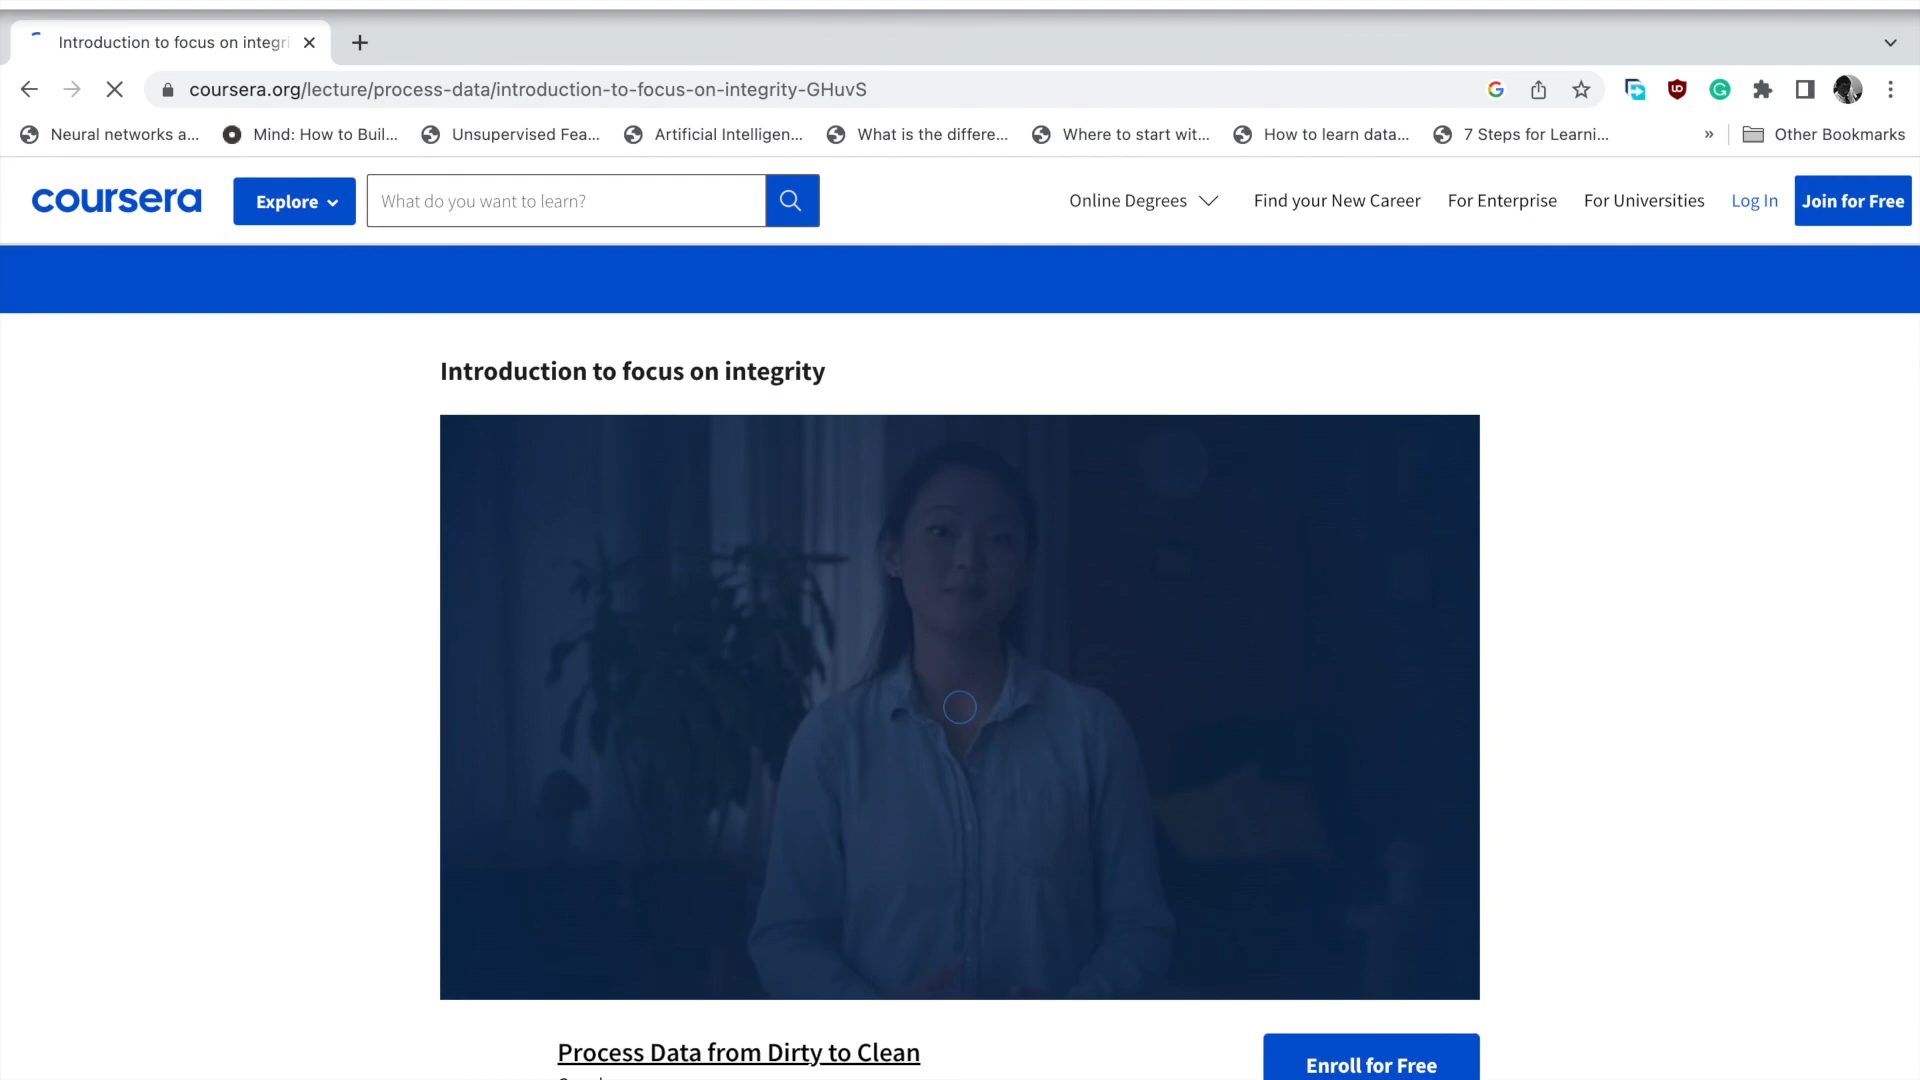 Introduction to focus on integri
coursera.org/lecture/process-data/introduction-to-focus-on-integrity-GHuvS
Neural networks a... Mind: How to Buil... Unsupervised Fea... Artificial Intelligen... What is the differe... Where to start wit... How to learn data... 7 Steps for Learni... » Other Bookmarks
coursera Explore What do you want to learn? Online Degrees Find your New Career For Enterprise For Universities Log In Join for Free
Introduction to focus on integrity
Process Data from Dirty to Clean
Enroll for Free